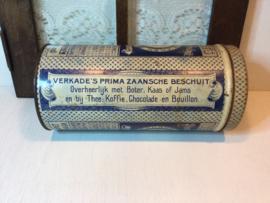 VERKADE'S PRIMA ZAANSCHE BESCHUIT
Overheerlijk met Boter, Kaas of Jams
en bij Thee, Koffie, Chocolade en Bouillon.